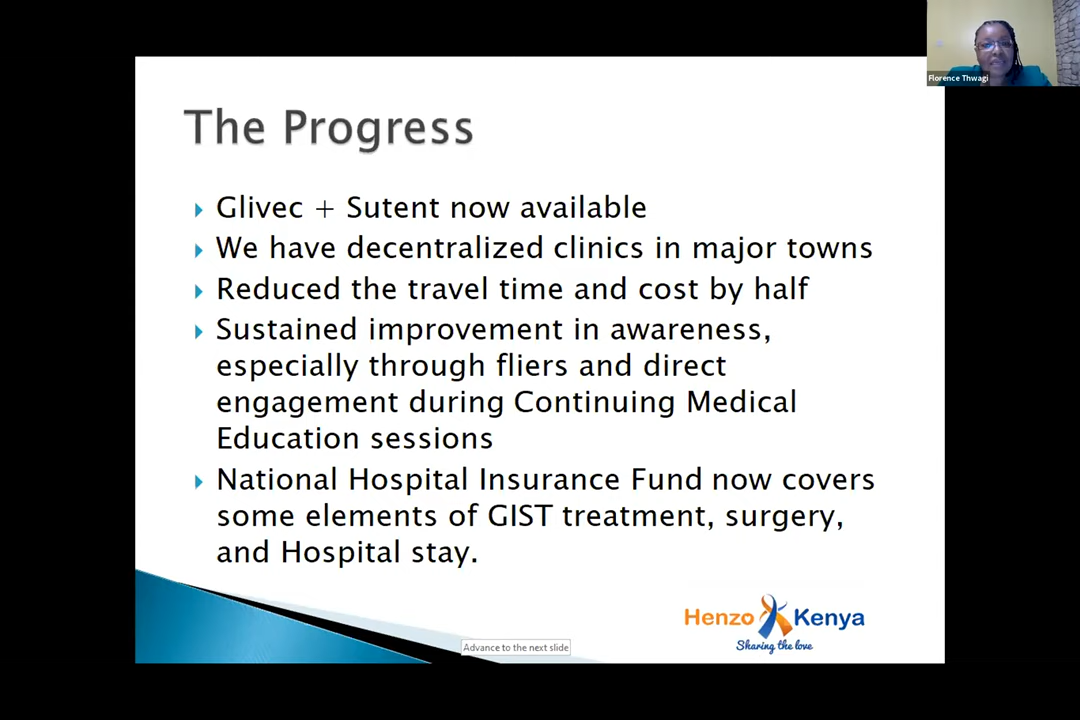 Florence Thwagi
The Progress
Glivec + Sutent now available
We have decentralized clinics in major towns
Reduced the travel time and cost by half
Sustained improvement in awareness,
especially through fliers and direct
engagement during Continuing Medical
Education sessions
National Hospital Insurance Fund now covers
some elements of GIST treatment, surgery,
and Hospital stay.
Henzo Kenya
Sharing the love
Advance to the next slide